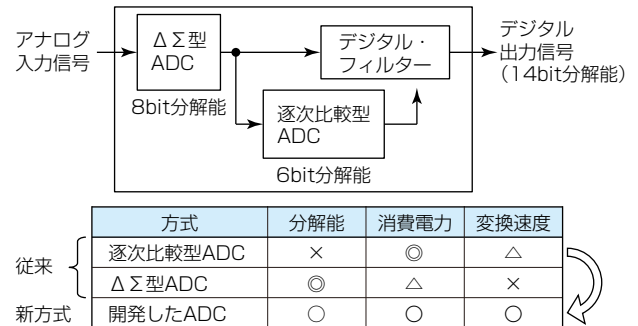 アナログ
入力信号
ΔΣ型
ADC
8bit分解能
デジタル・
フィルター
逐次比較型
ADC
6bit分解能
デジタル
出力信号
(14bit分解能)
方式 分解能 消費電力 変換速度
従来
逐次比較型ADC × ◎ △
ΔΣ型ADC ◎ △ ×
新方式 開発したADC ○ ○ ○